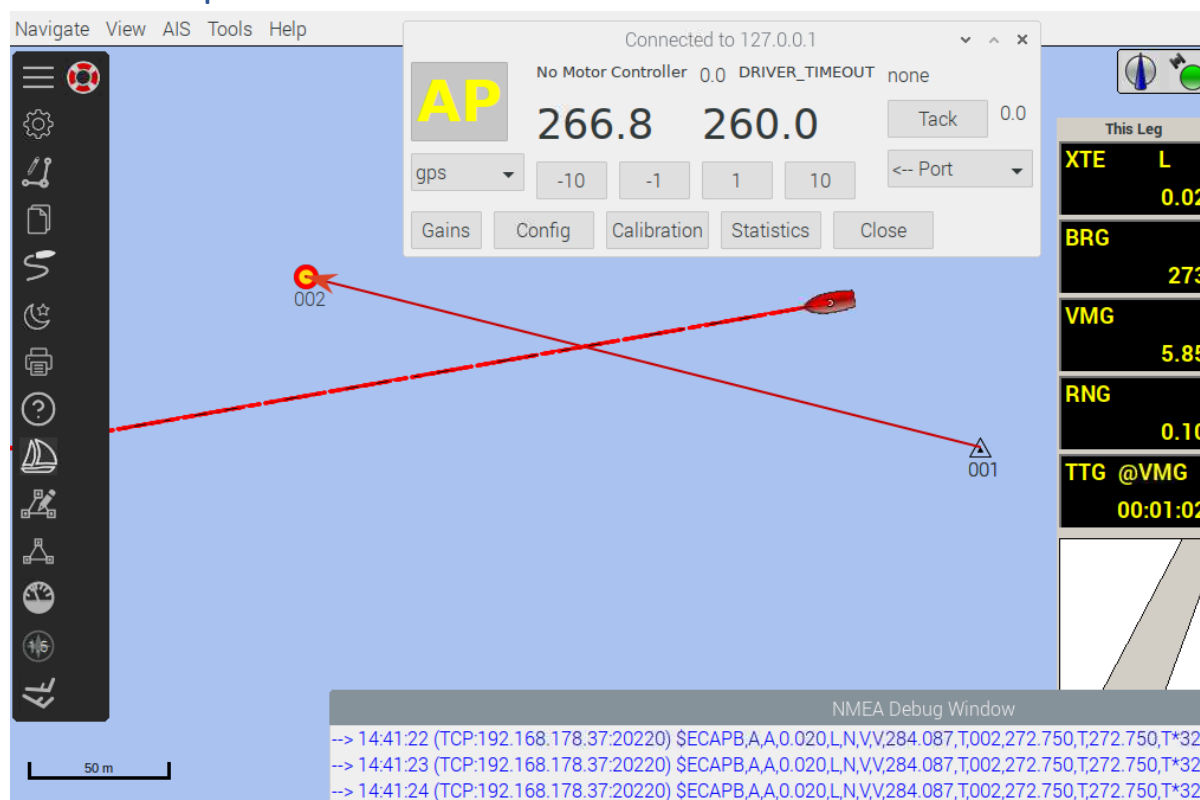 Navigate View AIS Tools Help
Connected to 127.0.0.1
AP
No Motor Controller 0.0 DRIVER_TIMEOUT none
266.8 260.0
Tack 0.0
gps
-10 -1 1 10
<-- Port
Gains Config Calibration Statistics Close
This Leg
XTE L
0.02
BRG
273
VMG
5.85
RNG
0.10
TTG @VMG
00:01:02
002
001
50 m
NMEA Debug Window
--> 14:41:22 (TCP:192.168.178.37:20220) $ECAPB,A,A,0.020,L,N,V,V,284.087,T,002,272.750,T,272.750,T*32
--> 14:41:23 (TCP:192.168.178.37:20220) $ECAPB,A,A,0.020,L,N,V,V,284.087,T,002,272.750,T,272.750,T*32
--> 14:41:24 (TCP:192.168.178.37:20220) $ECAPB,A,A,0.020,L,N,V,V,284.087,T,002,272.750,T,272.750,T*32